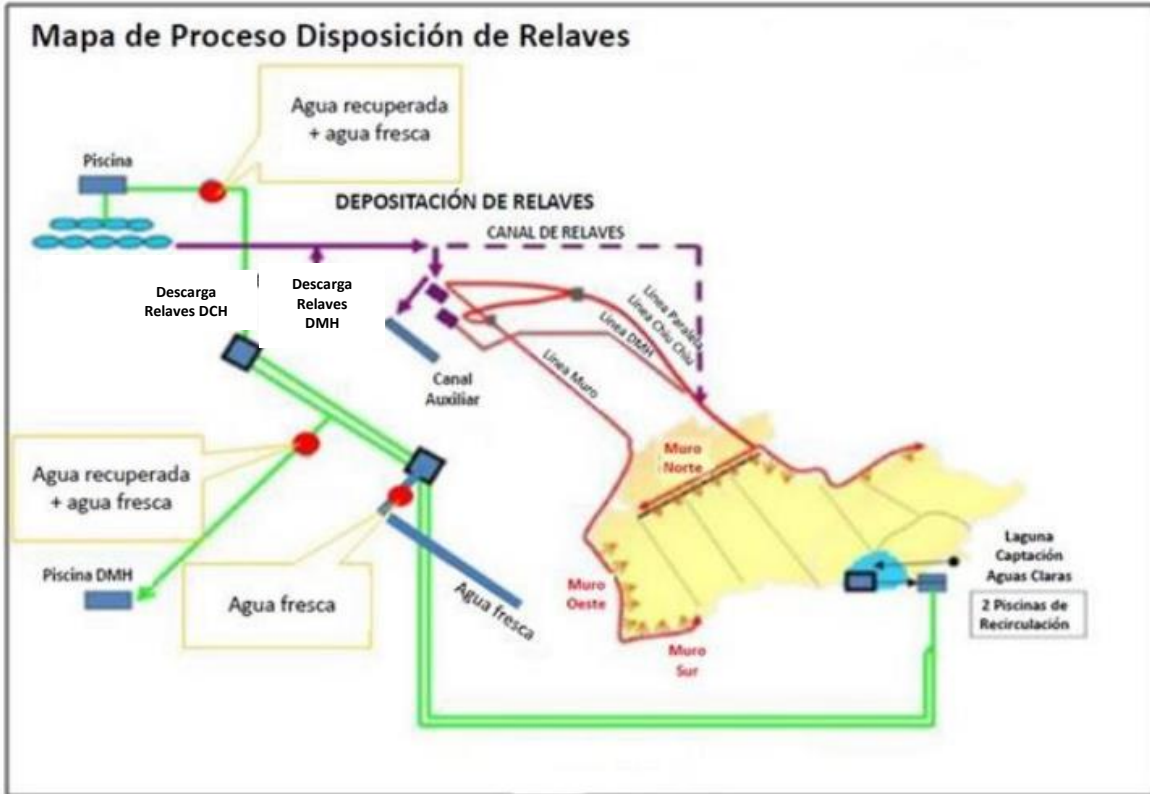 Mapa de Proceso Disposición de Relaves
Agua recuperada
+ agua fresca
Piscina
DEPOSITACIÓN DE RELAVES
CANAL DE RELAVES
Descarga
Relaves DCH
Descarga
Relaves
DMH
Canal
Auxiliar
Línea Paralela
Línea Chiu Chiu
Línea DMH
Línea Muro
Muro
Norte
Agua recuperada
+ agua fresca
Piscina DMH
Agua fresca
Agua fresca
Muro
Oeste
Muro
Sur
Laguna
Captación
Aguas Claras
2 Piscinas de
Recirculación